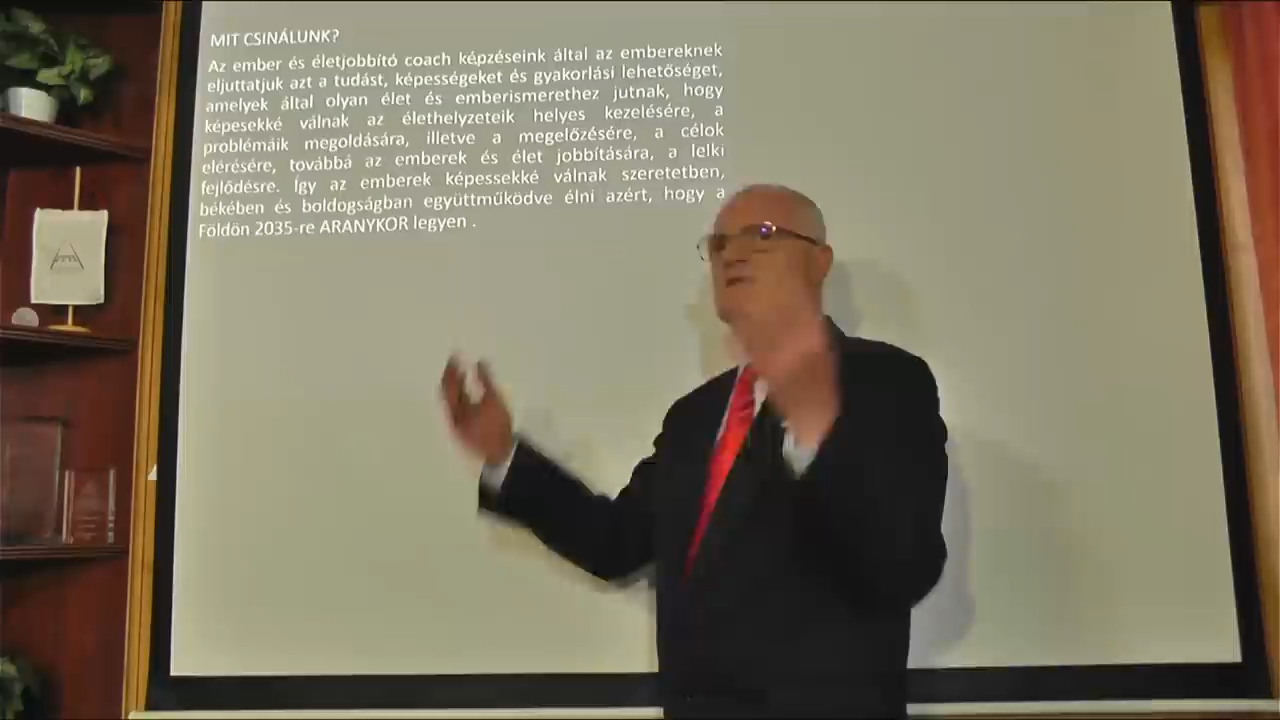 MIT CSINÁLUNK?
Az ember és életjobbító coach képzéseink által az embereknek
eljuttatjuk azt a tudást, képességeket és gyakorlási lehetőséget,
amelyek által olyan élet és emberismerethez jutnak, hogy
képesekké válnak az élethelyzeteik helyes kezelésére, a
problémáik megoldására, illetve a megelőzésére, a célok
elérésére, továbbá az emberek és élet jobbítására, a lelki
fejlődésre. Így az emberek képessekké válnak szeretetben,
békében és boldogságban együttműködve élni azért, hogy a
Földön 2035-re ARANYKOR legyen .